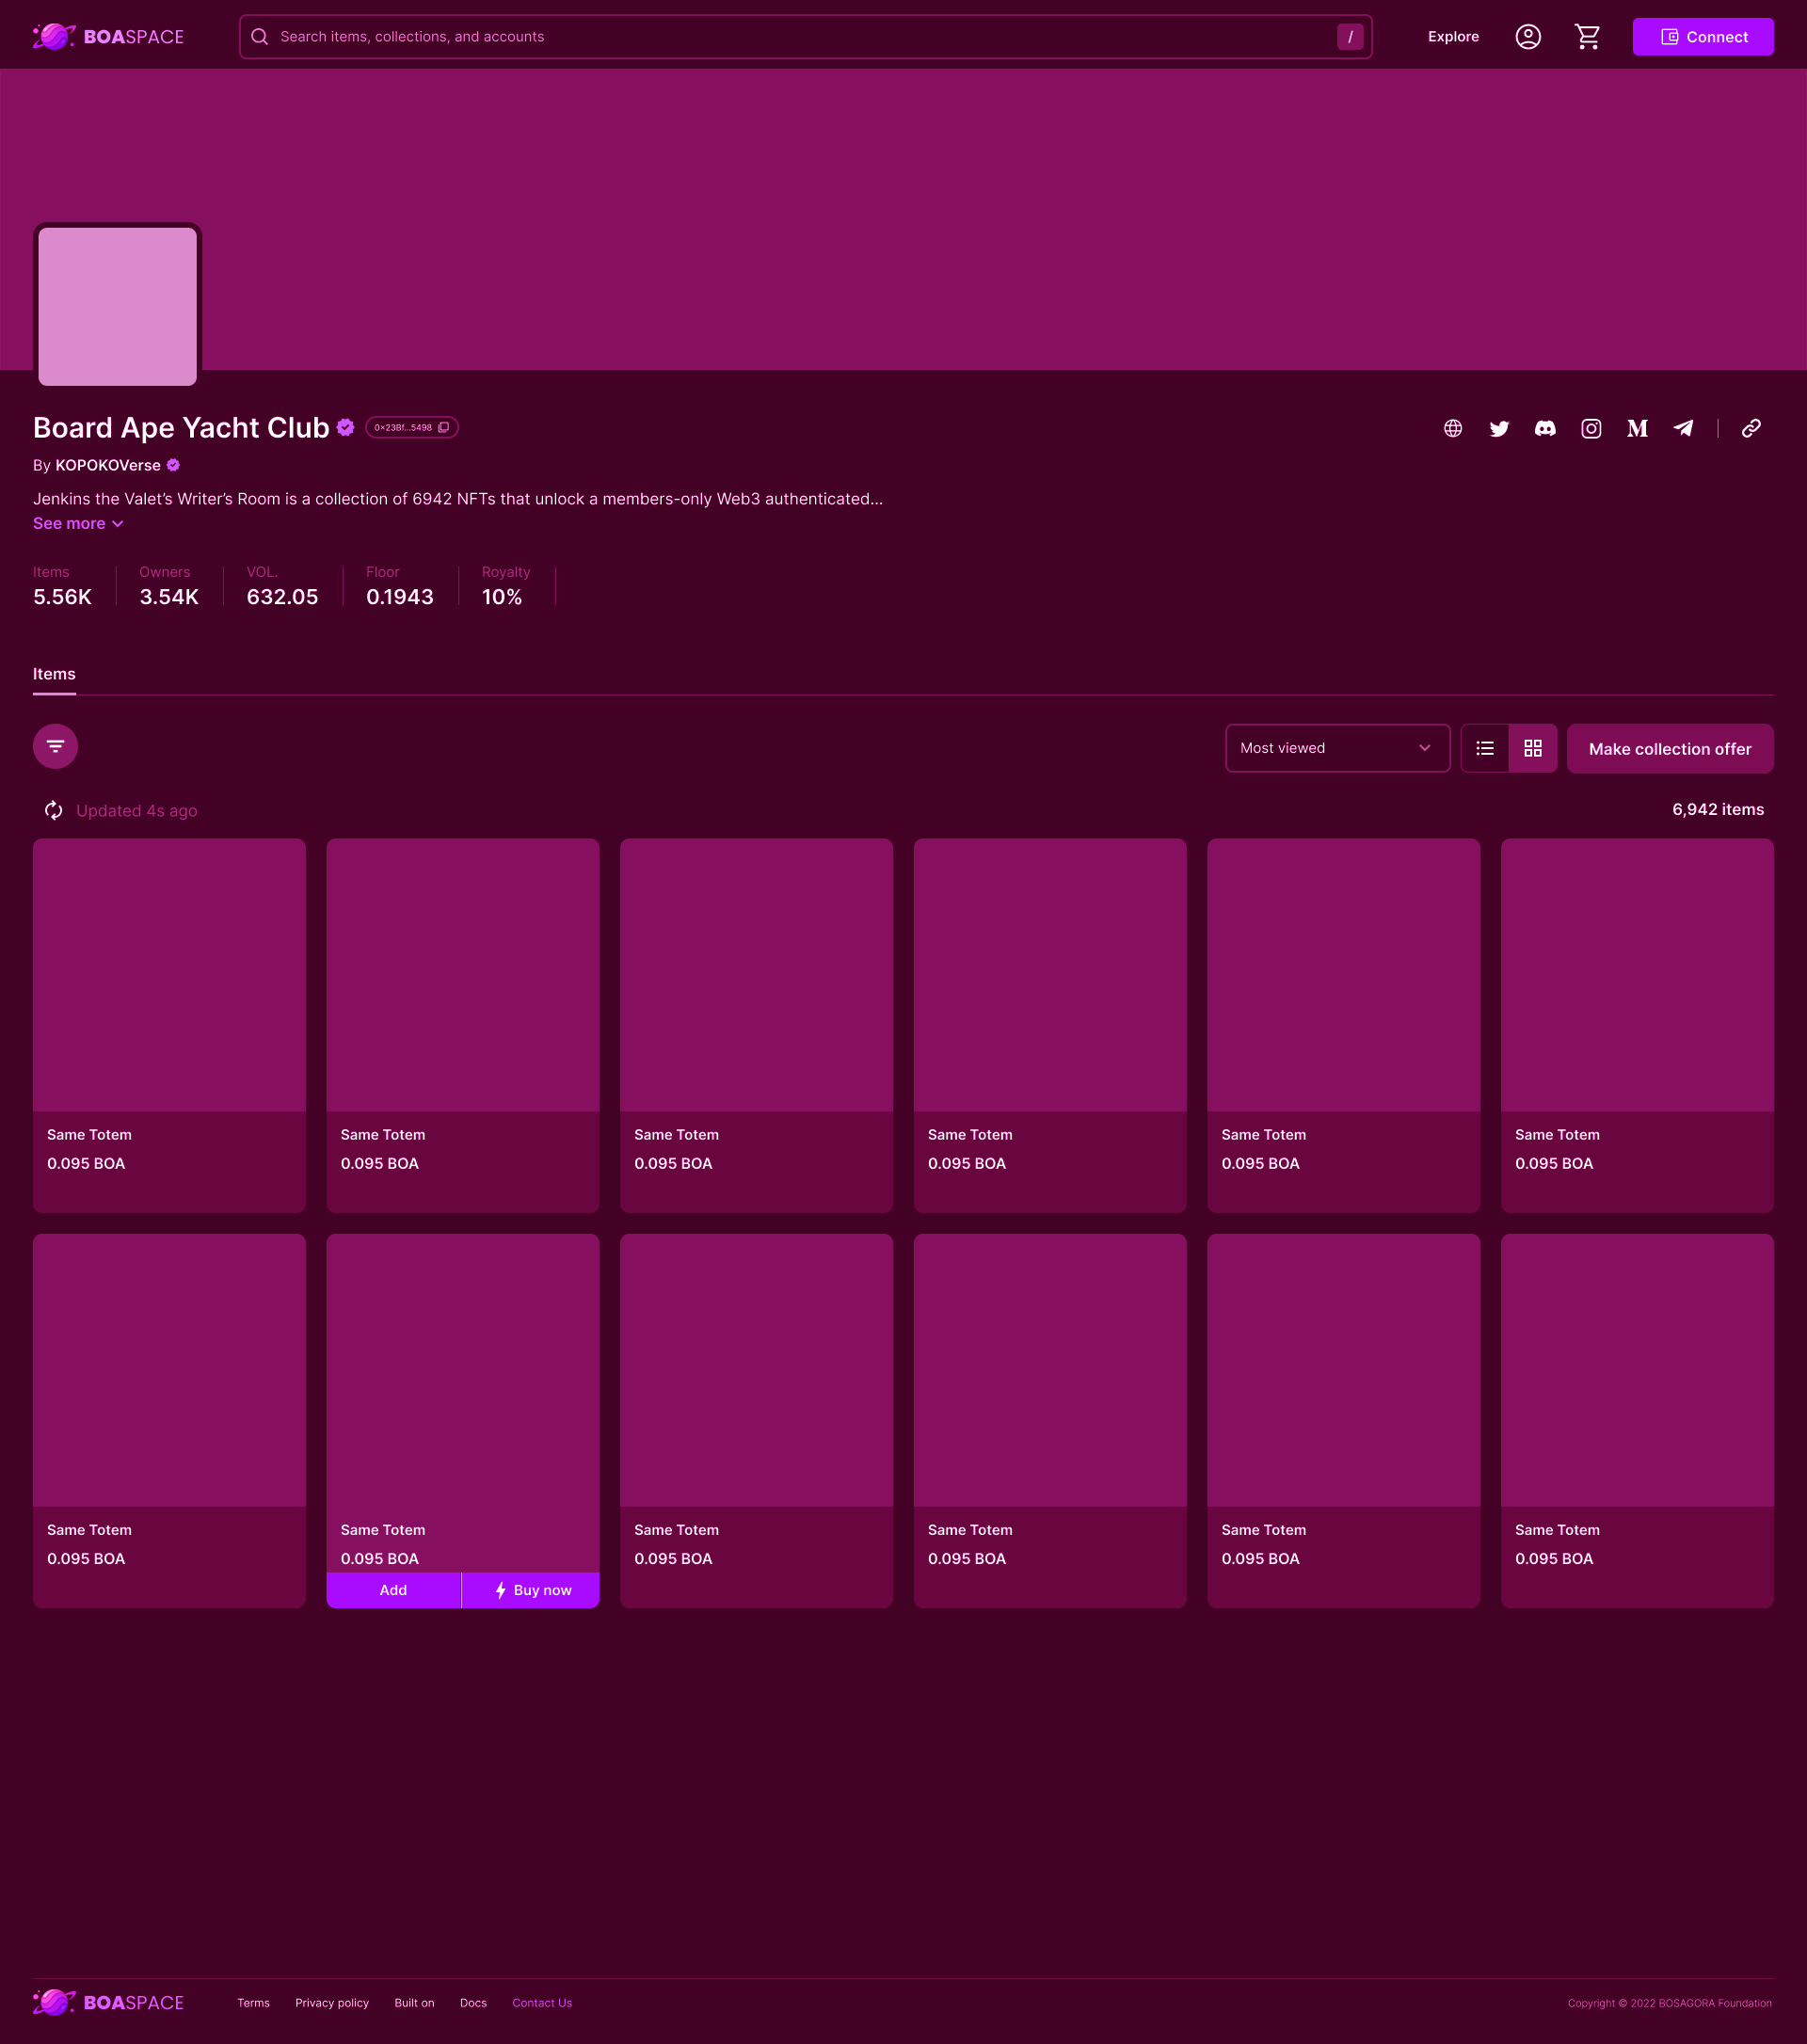 BOASPACE
Search items, collections, and accounts
/
Explore
Connect
Board Ape Yacht Club
0x23Bf...5498
By KOPOKOVerse
Jenkins the Valet’s Writer’s Room is a collection of 6942 NFTs that unlock a members-only Web3 authenticated...
See more
Items Owners VOL. Floor Royalty
5.56K 3.54K 632.05 0.1943 10%
Items
Most viewed
Make collection offer
Updated 4s ago
6,942 items
Same Totem Same Totem Same Totem Same Totem Same Totem Same Totem
0.095 BOA 0.095 BOA 0.095 BOA 0.095 BOA 0.095 BOA 0.095 BOA
Same Totem Same Totem Same Totem Same Totem Same Totem Same Totem
0.095 BOA 0.095 BOA 0.095 BOA 0.095 BOA 0.095 BOA 0.095 BOA
Add Buy now
BOASPACE Terms Privacy policy Built on Docs Contact Us Copyright © 2022 BOSAGORA Foundation